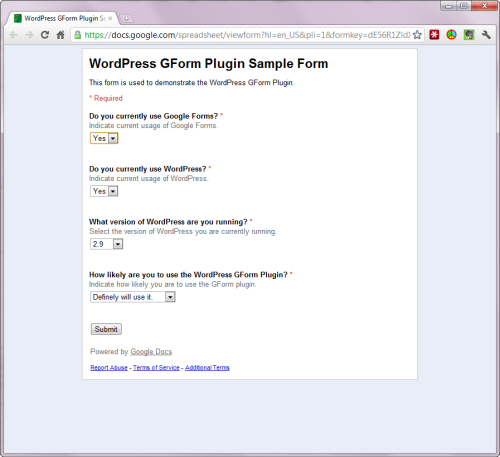 WordPress GForm Plugin Sa
https://docs.google.com/spreadsheet/viewform?hl=en_US&pli=1&formkey=dE56R1ZId
WordPress GForm Plugin Sample Form
This form is used to demonstrate the WordPress GForm Plugin.
* Required
Do you currently use Google Forms? *
Indicate current usage of Google Forms.
Yes
Do you currently use WordPress? *
Indicate current usage of WordPress.
Yes
What version of WordPress are you running? *
Select the version of WordPress you are currently running.
2.9
How likely are you to use the WordPress GForm Plugin? *
Indicate how likely you are to use the GForm plugin.
Definely will use it.
Submit
Powered by Google Docs
Report Abuse - Terms of Service - Additional Terms